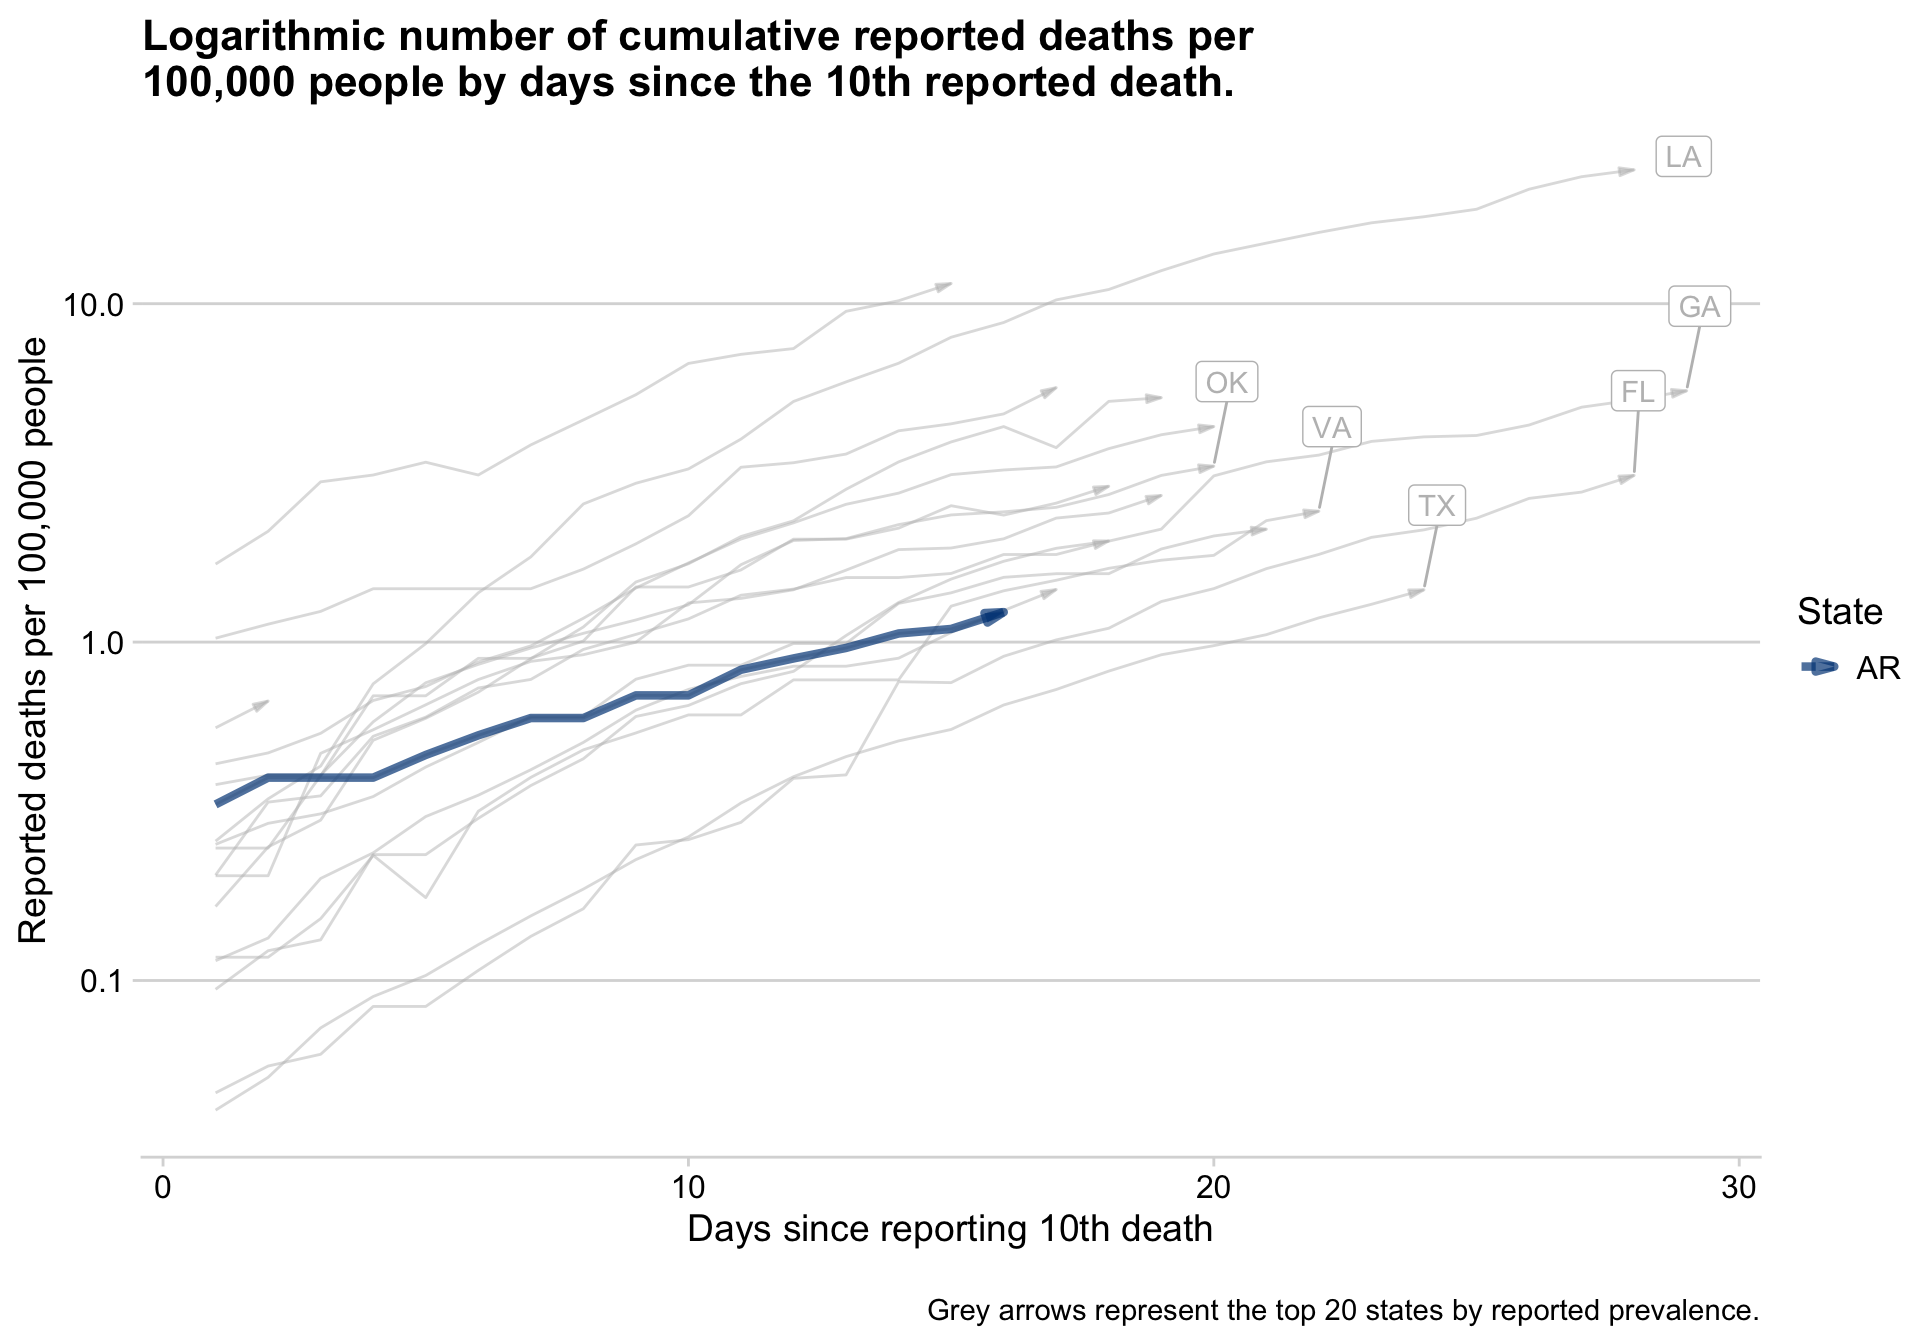 Logarithmic number of cumulative reported deaths per
100,000 people by days since the 10th reported death.
Reported deaths per 100,000 people
10.0
1.0
0.1
LA
GA
OK
FL
VA
TX
State
AR
0
10
20
30
Days since reporting 10th death
Grey arrows represent the top 20 states by reported prevalence.